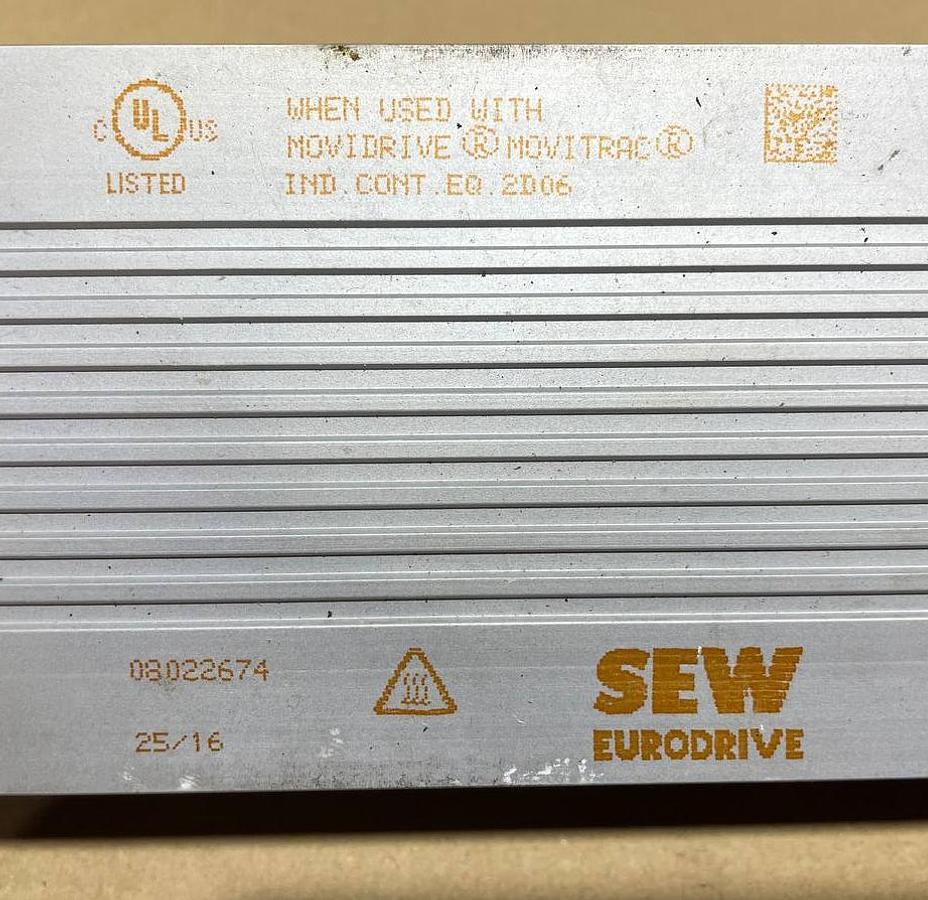 C UL US
LISTED
WHEN USED WITH
MOVIDRIVE ® MOVITRAC ®
IND.CONT.EQ.2D06
08022674
25/16
SEW
EURODRIVE